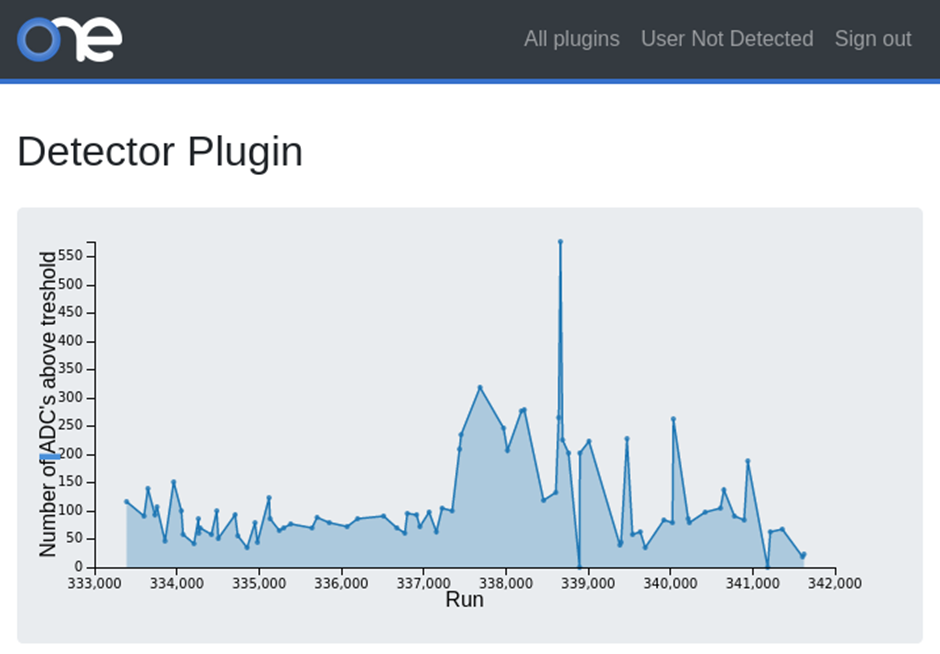 one
All plugins User Not Detected Sign out
Detector Plugin
Number of ADC's above treshold
550
500
450
400
350
300
250
200
150
100
50
0
333,000 334,000 335,000 336,000 337,000 338,000 339,000 340,000 341,000 342,000
Run